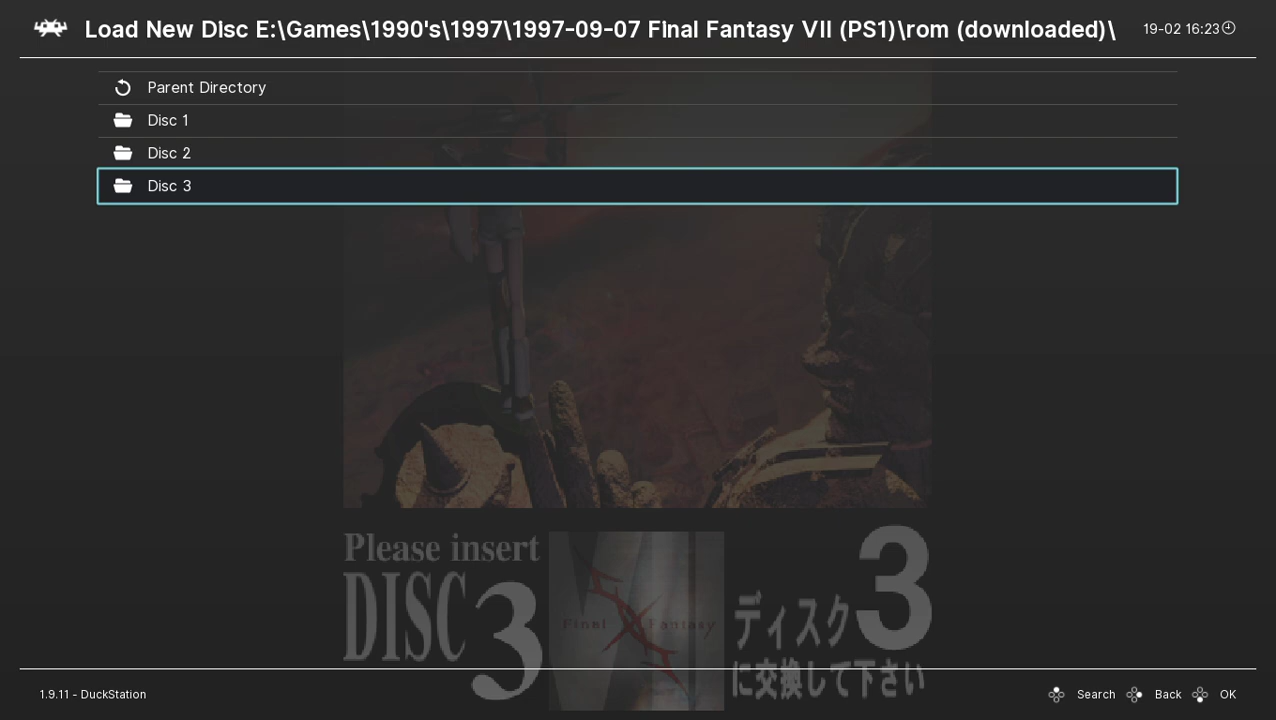 Load New Disc E:\Games\1990's\1997\1997-09-07 Final Fantasy VII (PS1)\rom (downloaded)\
19-02 16:23
Parent Directory
Disc 1
Disc 2
Disc 3
Please insert
DISC 3
Final Fantasy
ディスク3
に交換して下さい
1.9.11 - DuckStation
Search
Back
OK